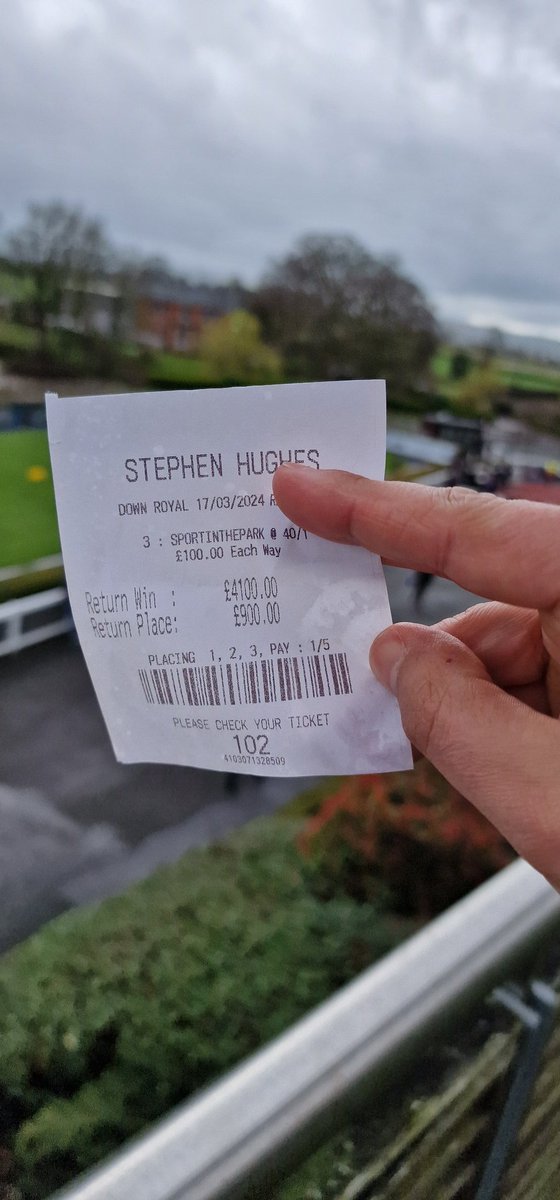 STEPHEN HUGHES
DOWN ROYAL 17/03/2024
3 : SPORTINTHEPARK @ 40/1
£100.00 Each Way
Return Win : £4100.00
Return Place: £900.00
PLACING 1, 2, 3, PAY : 1/5
PLEASE CHECK YOUR TICKET
102
4103071328509